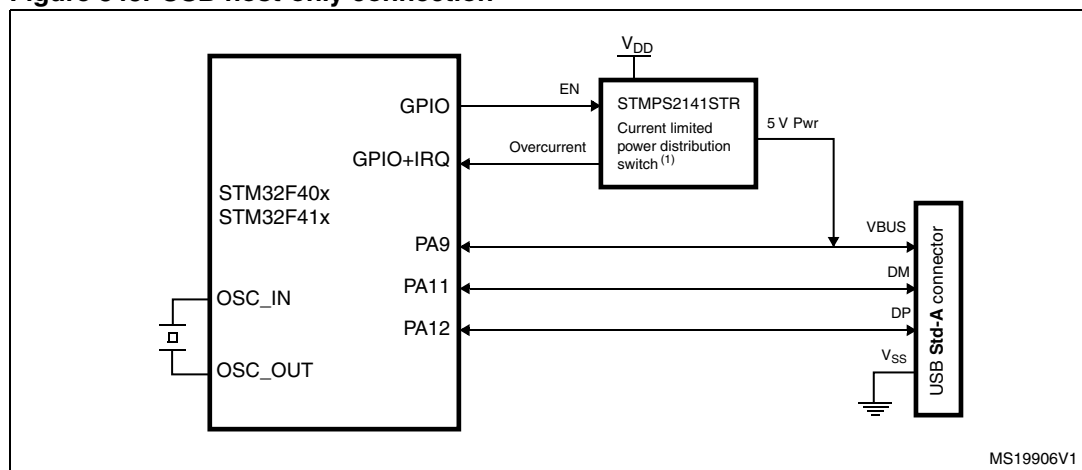 Figure USB host-only connection
VDD
EN
GPIO
STMPS2141STR
Current limited
power distribution
switch (1)
5 V Pwr
Overcurrent
GPIO+IRQ
STM32F40x
STM32F41x
VBUS
PA9
DM
PA11
OSC_IN
DP
PA12
VSS
OSC_OUT
USB Std-A connector
MS19906V1